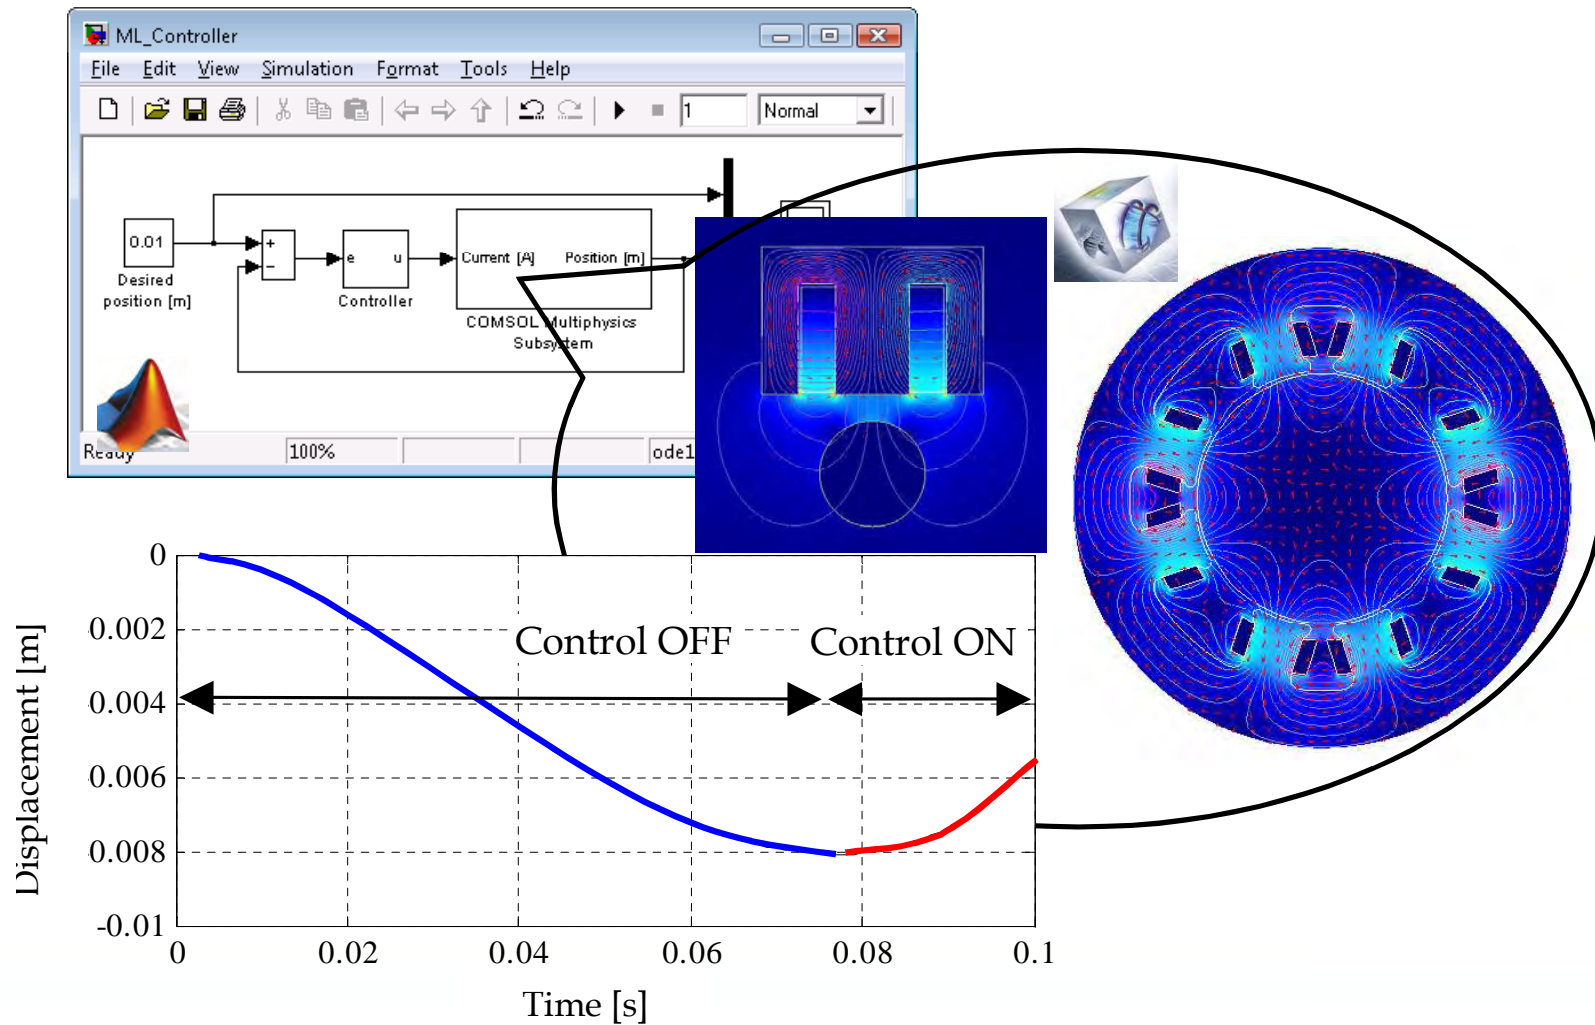 ML_Controller
File Edit View Simulation Format Tools Help
1 Normal
0.01
Desired
position [m]
+
−
e u
Controller
Current [A] Position [m]
COMSOL Multiphysics
Subsystem
Ready 100% ode1
0
0.002
0.004
0.006
0.008
-0.01
Displacement [m]
Control OFF Control ON
0 0.02 0.04 0.06 0.08 0.1
Time [s]